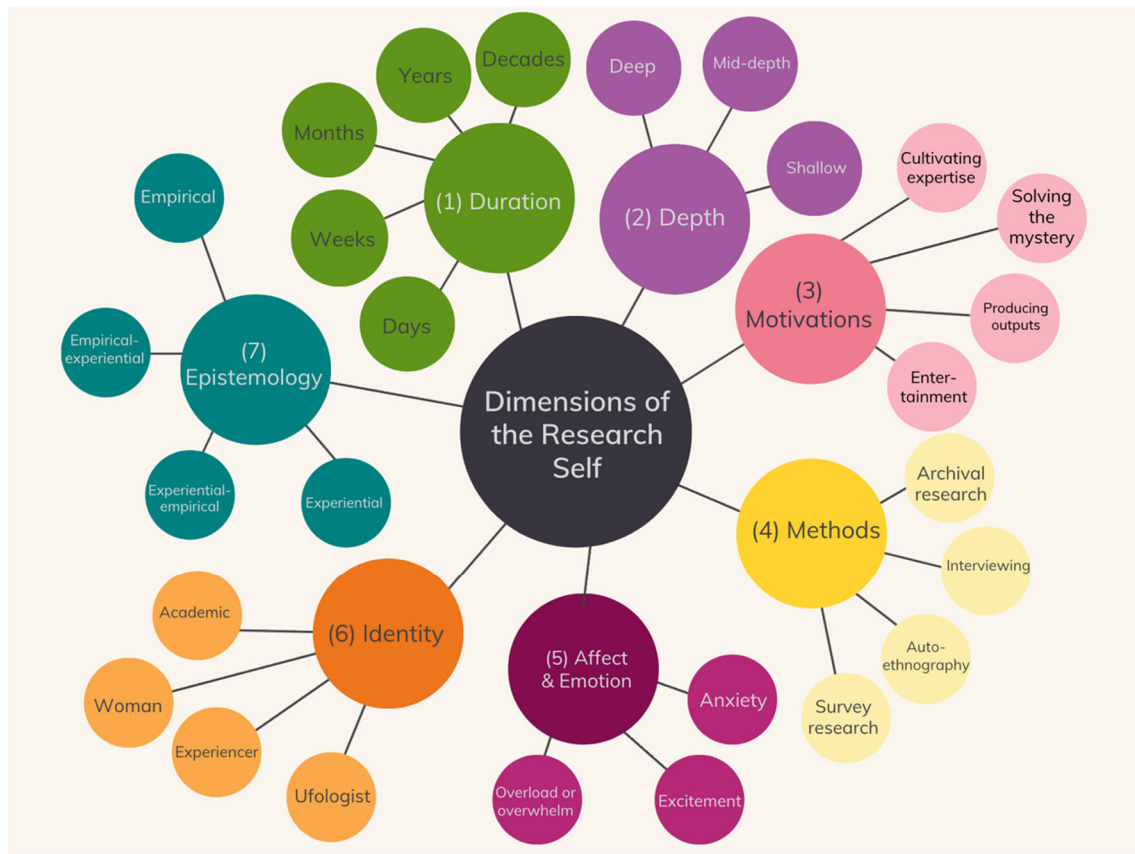 Dimensions of
the Research
Self
(1) Duration
Days
Weeks
Months
Years
Decades
(2) Depth
Deep
Mid-depth
Shallow
(3)
Motivations
Cultivating
expertise
Solving
the
mystery
Producing
outputs
Enter-
tainment
(4) Methods
Archival
research
Interviewing
Auto-
ethnography
Survey
research
(5) Affect
& Emotion
Anxiety
Excitement
Overload or
overwhelm
(6) Identity
Ufologist
Experiencer
Woman
Academic
(7)
Epistemology
Experiential
Experiential-
empirical
Empirical-
experiential
Empirical